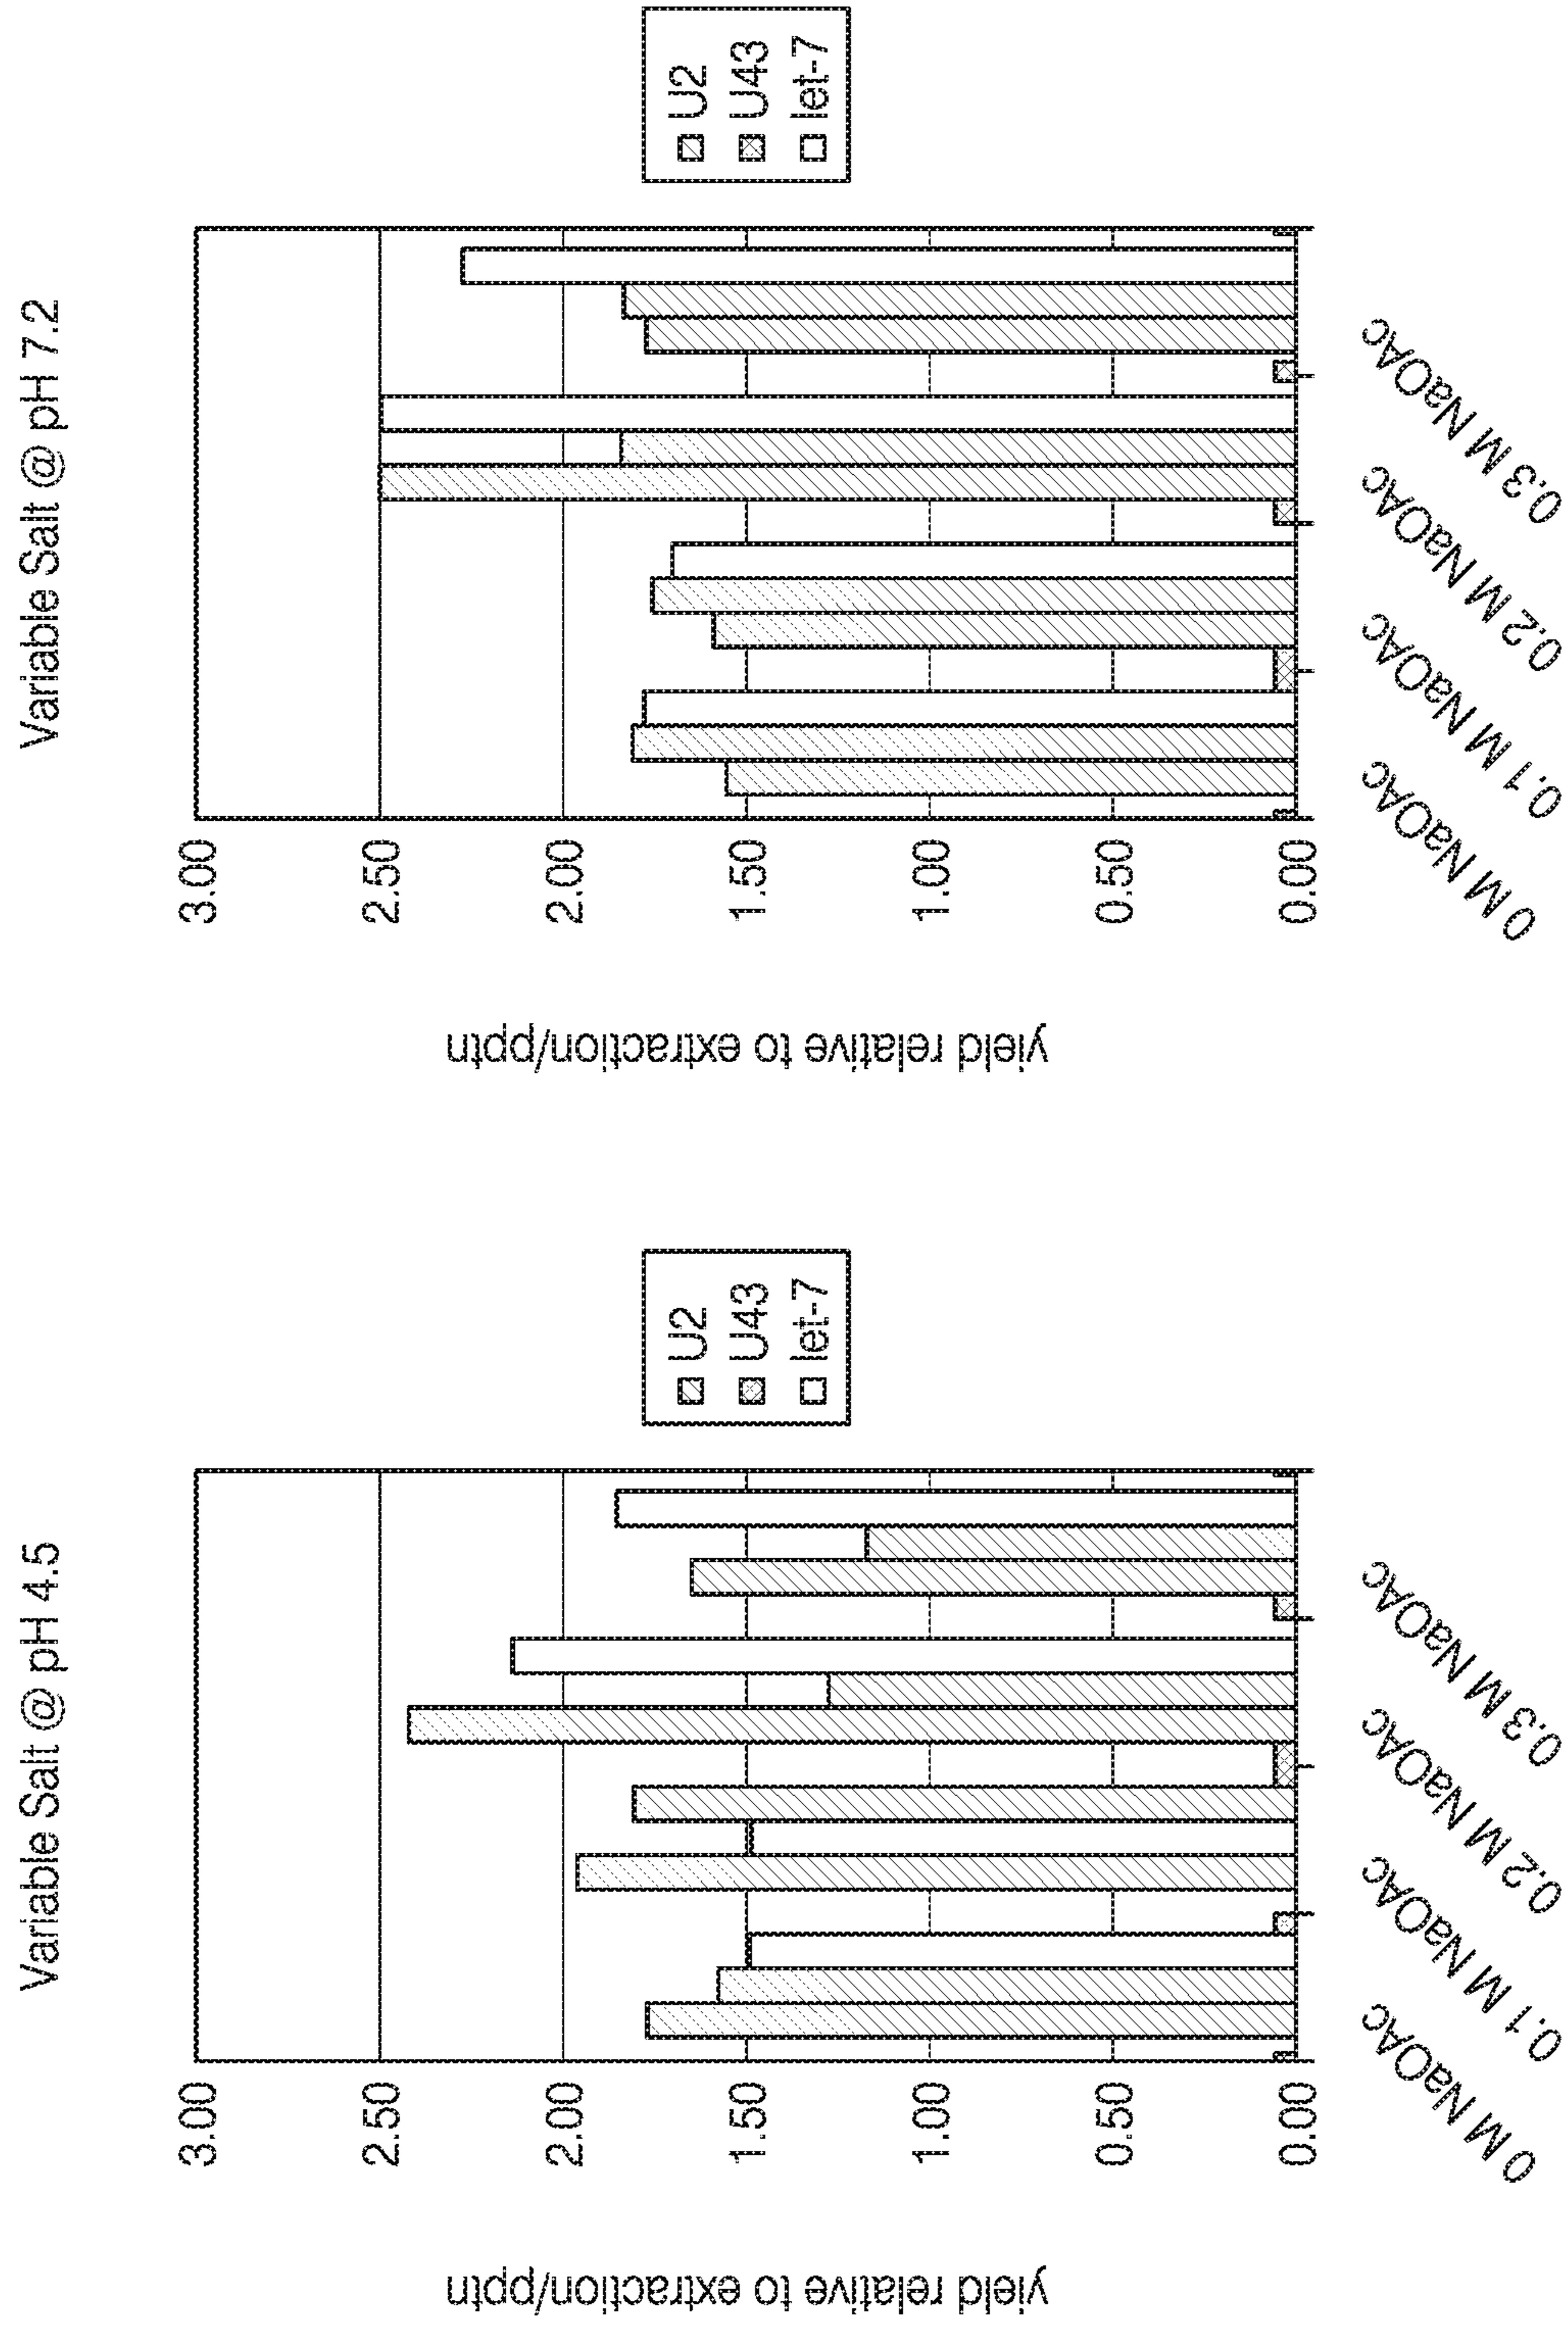 Variable Salt @ pH 4.5
yield relative to extraction/pptn
3.00
2.50
2.00
1.50
1.00
0.50
0.00
0 M NaOAc
0.1 M NaOAc
0.2 M NaOAc
0.3 M NaOAc
U2
U43
let-7
Variable Salt @ pH 7.2
yield relative to extraction/pptn
3.00
2.50
2.00
1.50
1.00
0.50
0.00
0 M NaOAc
0.1 M NaOAc
0.2 M NaOAc
0.3 M NaOAc
U2
U43
let-7